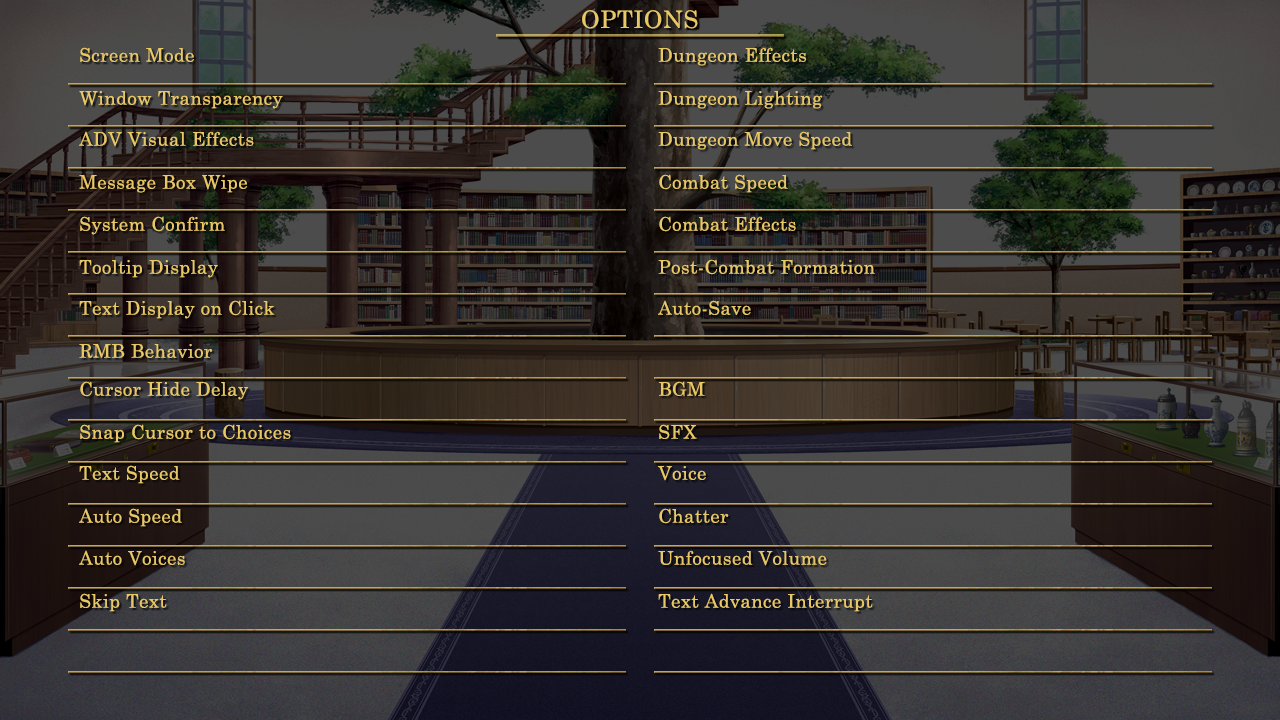 OPTIONS
Screen Mode
Window Transparency
ADV Visual Effects
Message Box Wipe
System Confirm
Tooltip Display
Text Display on Click
RMB Behavior
Cursor Hide Delay
Snap Cursor to Choices
Text Speed
Auto Speed
Auto Voices
Skip Text
Dungeon Effects
Dungeon Lighting
Dungeon Move Speed
Combat Speed
Combat Effects
Post-Combat Formation
Auto-Save
BGM
SFX
Voice
Chatter
Unfocused Volume
Text Advance Interrupt